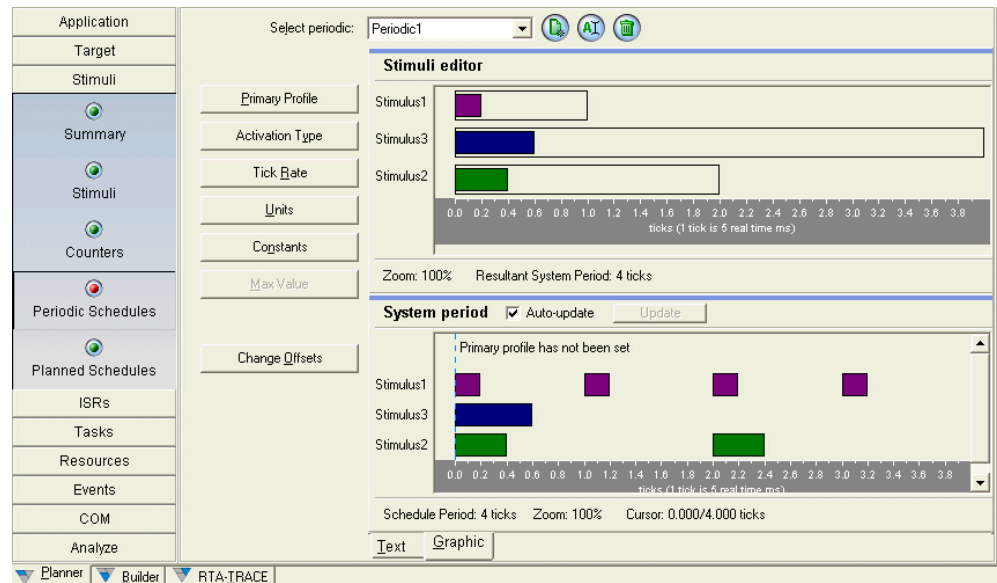 Application
Target
Stimuli
Summary
Stimuli
Counters
Periodic Schedules
Planned Schedules
ISRs
Tasks
Resources
Events
COM
Analyze
Select periodic: Periodic1
Primary Profile
Activation Type
Tick Rate
Units
Constants
Max Value
Change Offsets
Stimuli editor
Stimulus1
Stimulus3
Stimulus2
0.0 0.2 0.4 0.6 0.8 1.0 1.2 1.4 1.6 1.8 2.0 2.2 2.4 2.6 2.8 3.0 3.2 3.4 3.6 3.8
ticks (1 tick is 5 real time ms)
Zoom: 100% Resultant System Period: 4 ticks
System period Auto-update Update
Primary profile has not been set
Stimulus1
Stimulus3
Stimulus2
0.0 0.2 0.4 0.6 0.8 1.0 1.2 1.4 1.6 1.8 2.0 2.2 2.4 2.6 2.8 3.0 3.2 3.4 3.6 3.8
ticks (1 tick is 5 real time ms)
Schedule Period: 4 ticks Zoom: 100% Cursor: 0.000/4.000 ticks
Text Graphic
Planner Builder RTA-TRACE